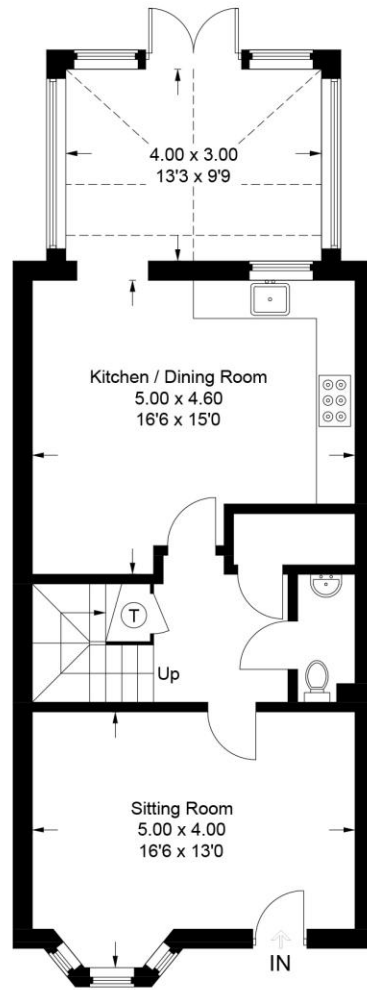 4.00 x 3.00
13'3 x 9'9
Kitchen / Dining Room
5.00 x 4.60
16'6 x 15'0
T
Up
Sitting Room
5.00 x 4.00
16'6 x 13'0
IN